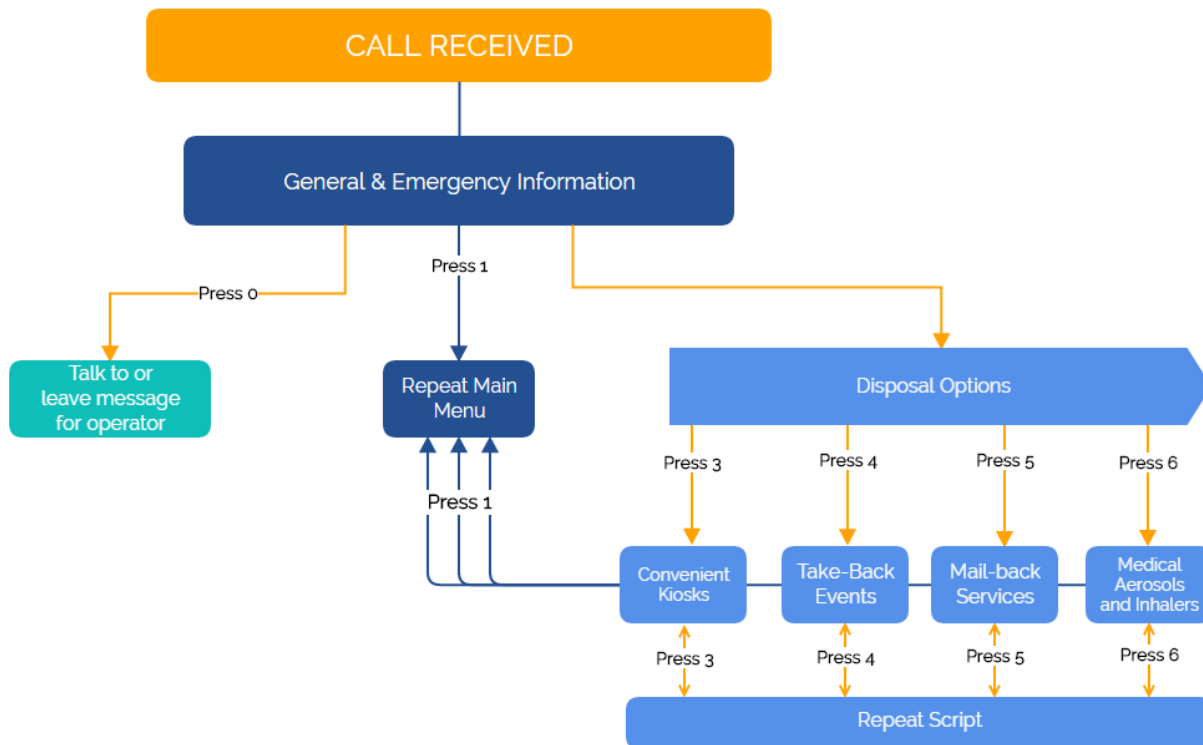 CALL RECEIVED
General & Emergency Information
Press 0
Press 1
Talk to or
leave message
for operator
Repeat Main
Menu
Disposal Options
Press 3
Press 4
Press 5
Press 6
Press 1
Convenient
Kiosks
Take-Back
Events
Mail-back
Services
Medical
Aerosols
and Inhalers
Press 3
Press 4
Press 5
Press 6
Repeat Script